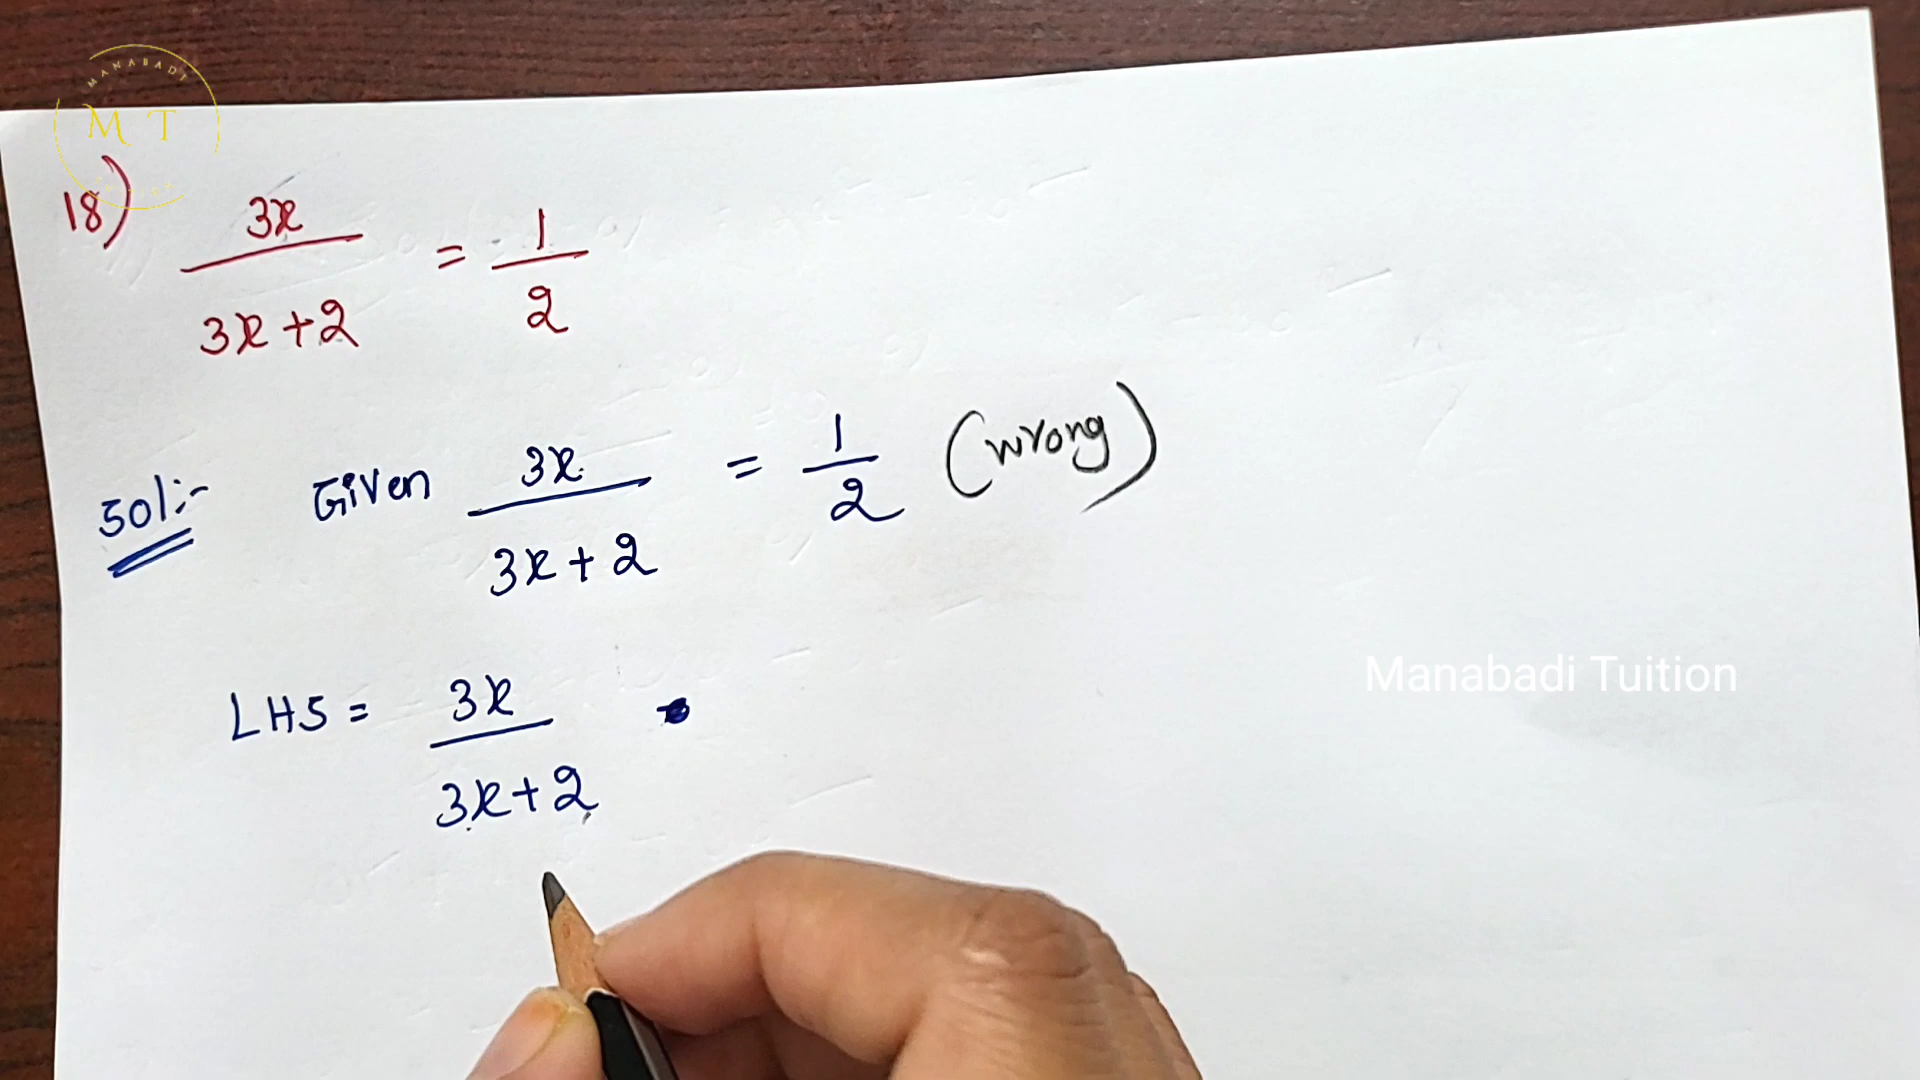 MANABADI
M T
18) 3x/3x+2 = 1/2
Sol:- Given 3x/3x+2 = 1/2 (wrong)
LHS = 3x/3x+2
Manabadi Tuition